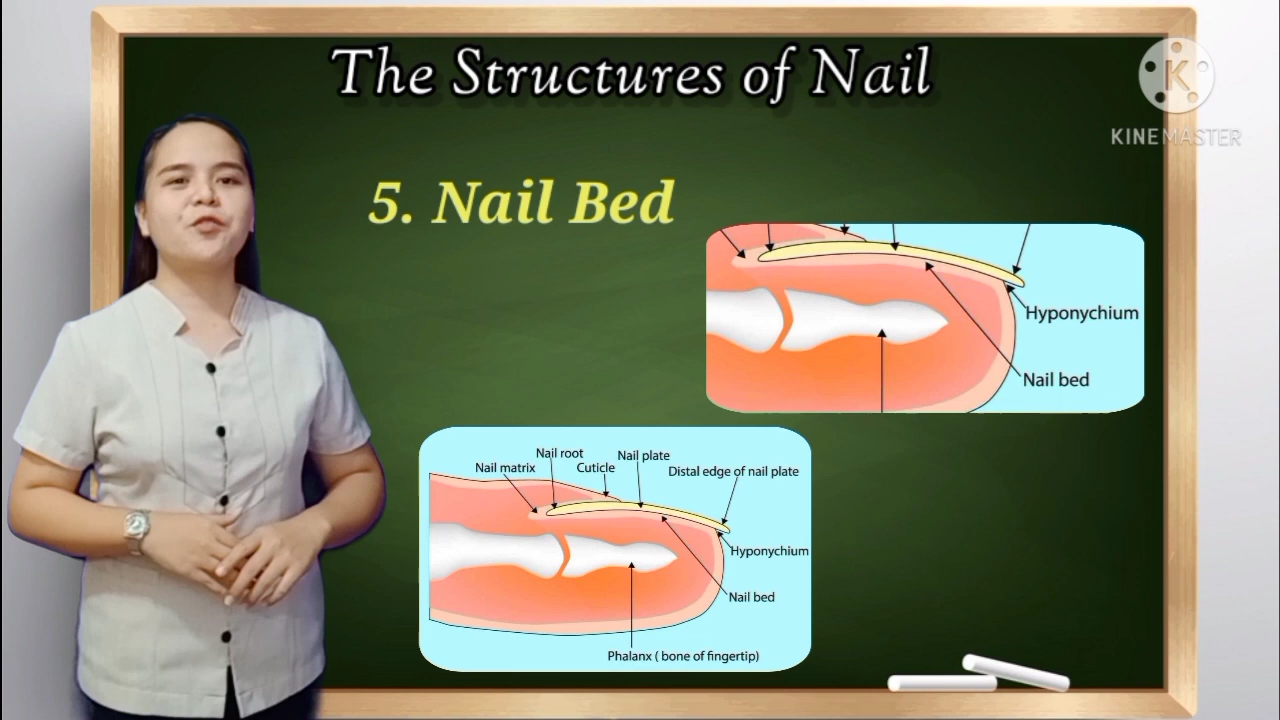 The Structures of Nail
K
KINEMASTER
5. Nail Bed
Hyponychium
Nail bed
Nail root
Nail plate
Nail matrix
Cuticle
Distal edge of nail plate
Hyponychium
Nail bed
Phalanx ( bone of fingertip)